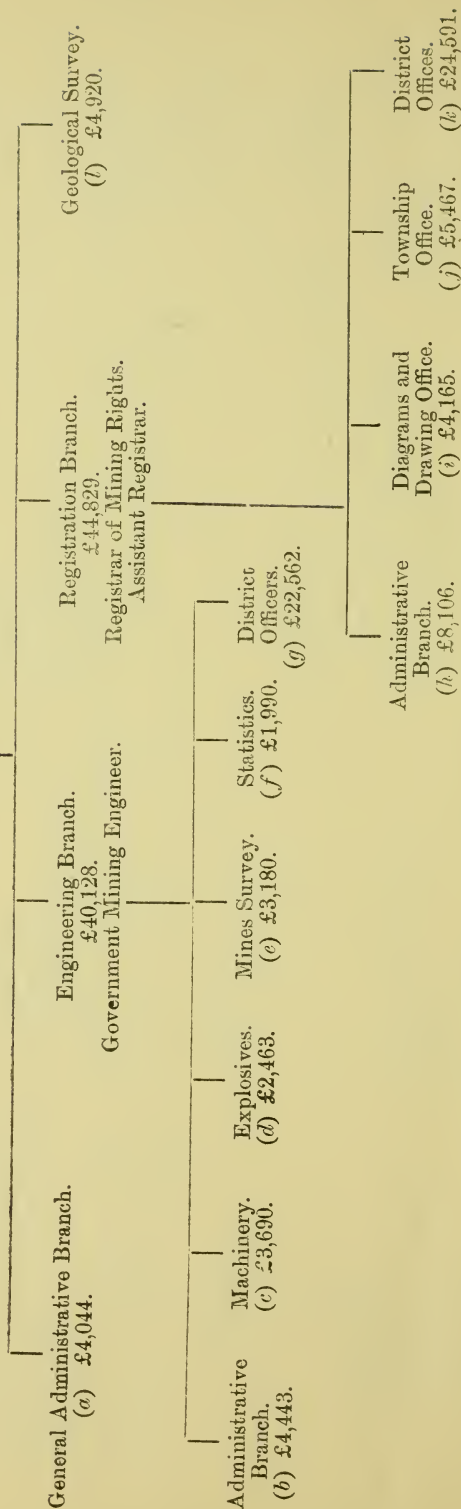 General Administrative Branch.
(a) £4,044.
Engineering Branch.
£40,128.
Government Mining Engineer.
Registration Branch.
£44,829.
Registrar of Mining Rights.
Assistant Registrar.
Geological Survey.
(l) £4,920.
Administrative
Branch.
(b) £4,443.
Machinery.
(c) £3,690.
Explosives.
(d) £2,463.
Mines Survey.
(e) £3,180.
Statistics.
(f) £1,990.
District
Officers.
(g) £22,562.
Administrative
Branch.
(h) £8,106.
Diagrams and
Drawing Office.
(i) £4,165.
Township
Office.
(j) £5,467.
District
Offices.
(k) £24,591.